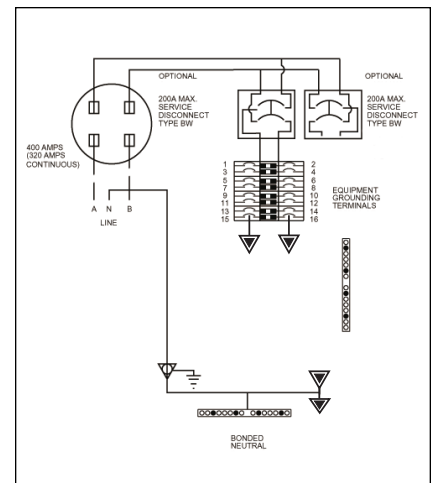 OPTIONAL
OPTIONAL
200A MAX.
SERVICE
DISCONNECT
TYPE BW
200A MAX.
SERVICE
DISCONNECT
TYPE BW
400 AMPS
(320 AMPS
CONTINUOUS)
1 2
3 4
5 6
7 8
9 10
11 12
13 14
15 16
EQUIPMENT
GROUNDING
TERMINALS
A N B
LINE
BONDED
NEUTRAL